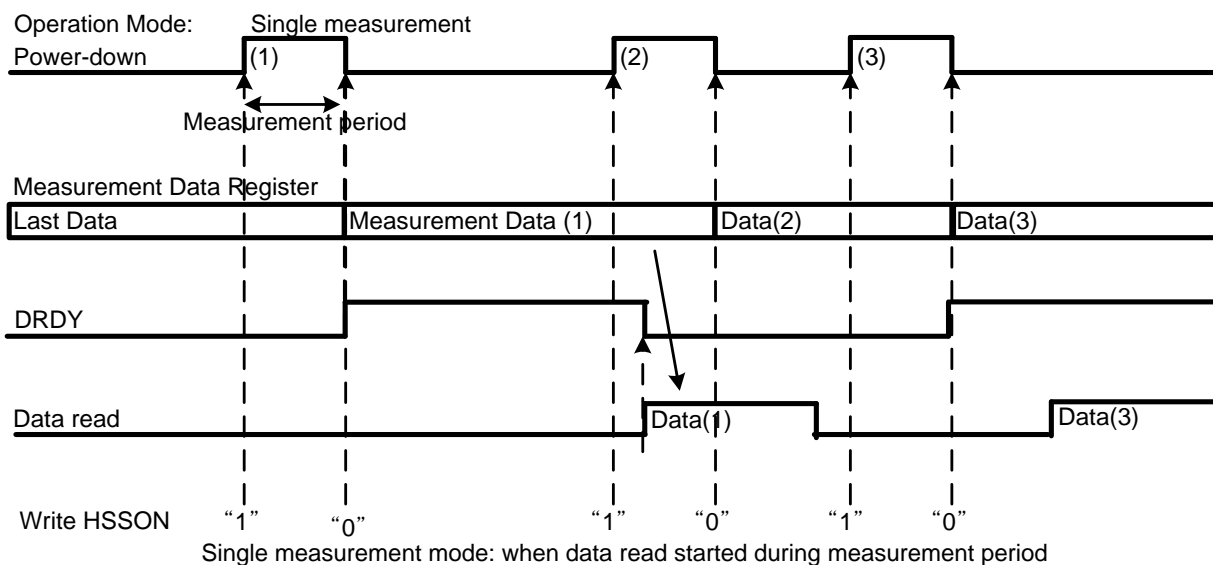 Operation Mode: Single measurement
Power-down (1) (2) (3)
Measurement period
Measurement Data Register
Last Data Measurement Data (1) Data(2) Data(3)
DRDY
Data read Data(1) Data(3)
Write HSSON “1” “0” “1” “0” “1” “0”
Single measurement mode: when data read started during measurement period